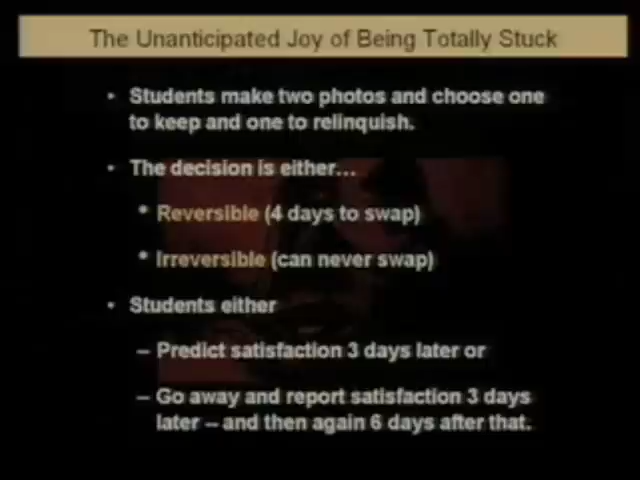 The Unanticipated Joy of Being Totally Stuck
• Students make two photos and choose one
to keep and one to relinquish.
• The decision is either...
• Reversible (4 days to swap)
• Irreversible (can never swap)
• Students either
– Predict satisfaction 3 days later or
– Go away and report satisfaction 3 days
later – and then again 6 days after that.